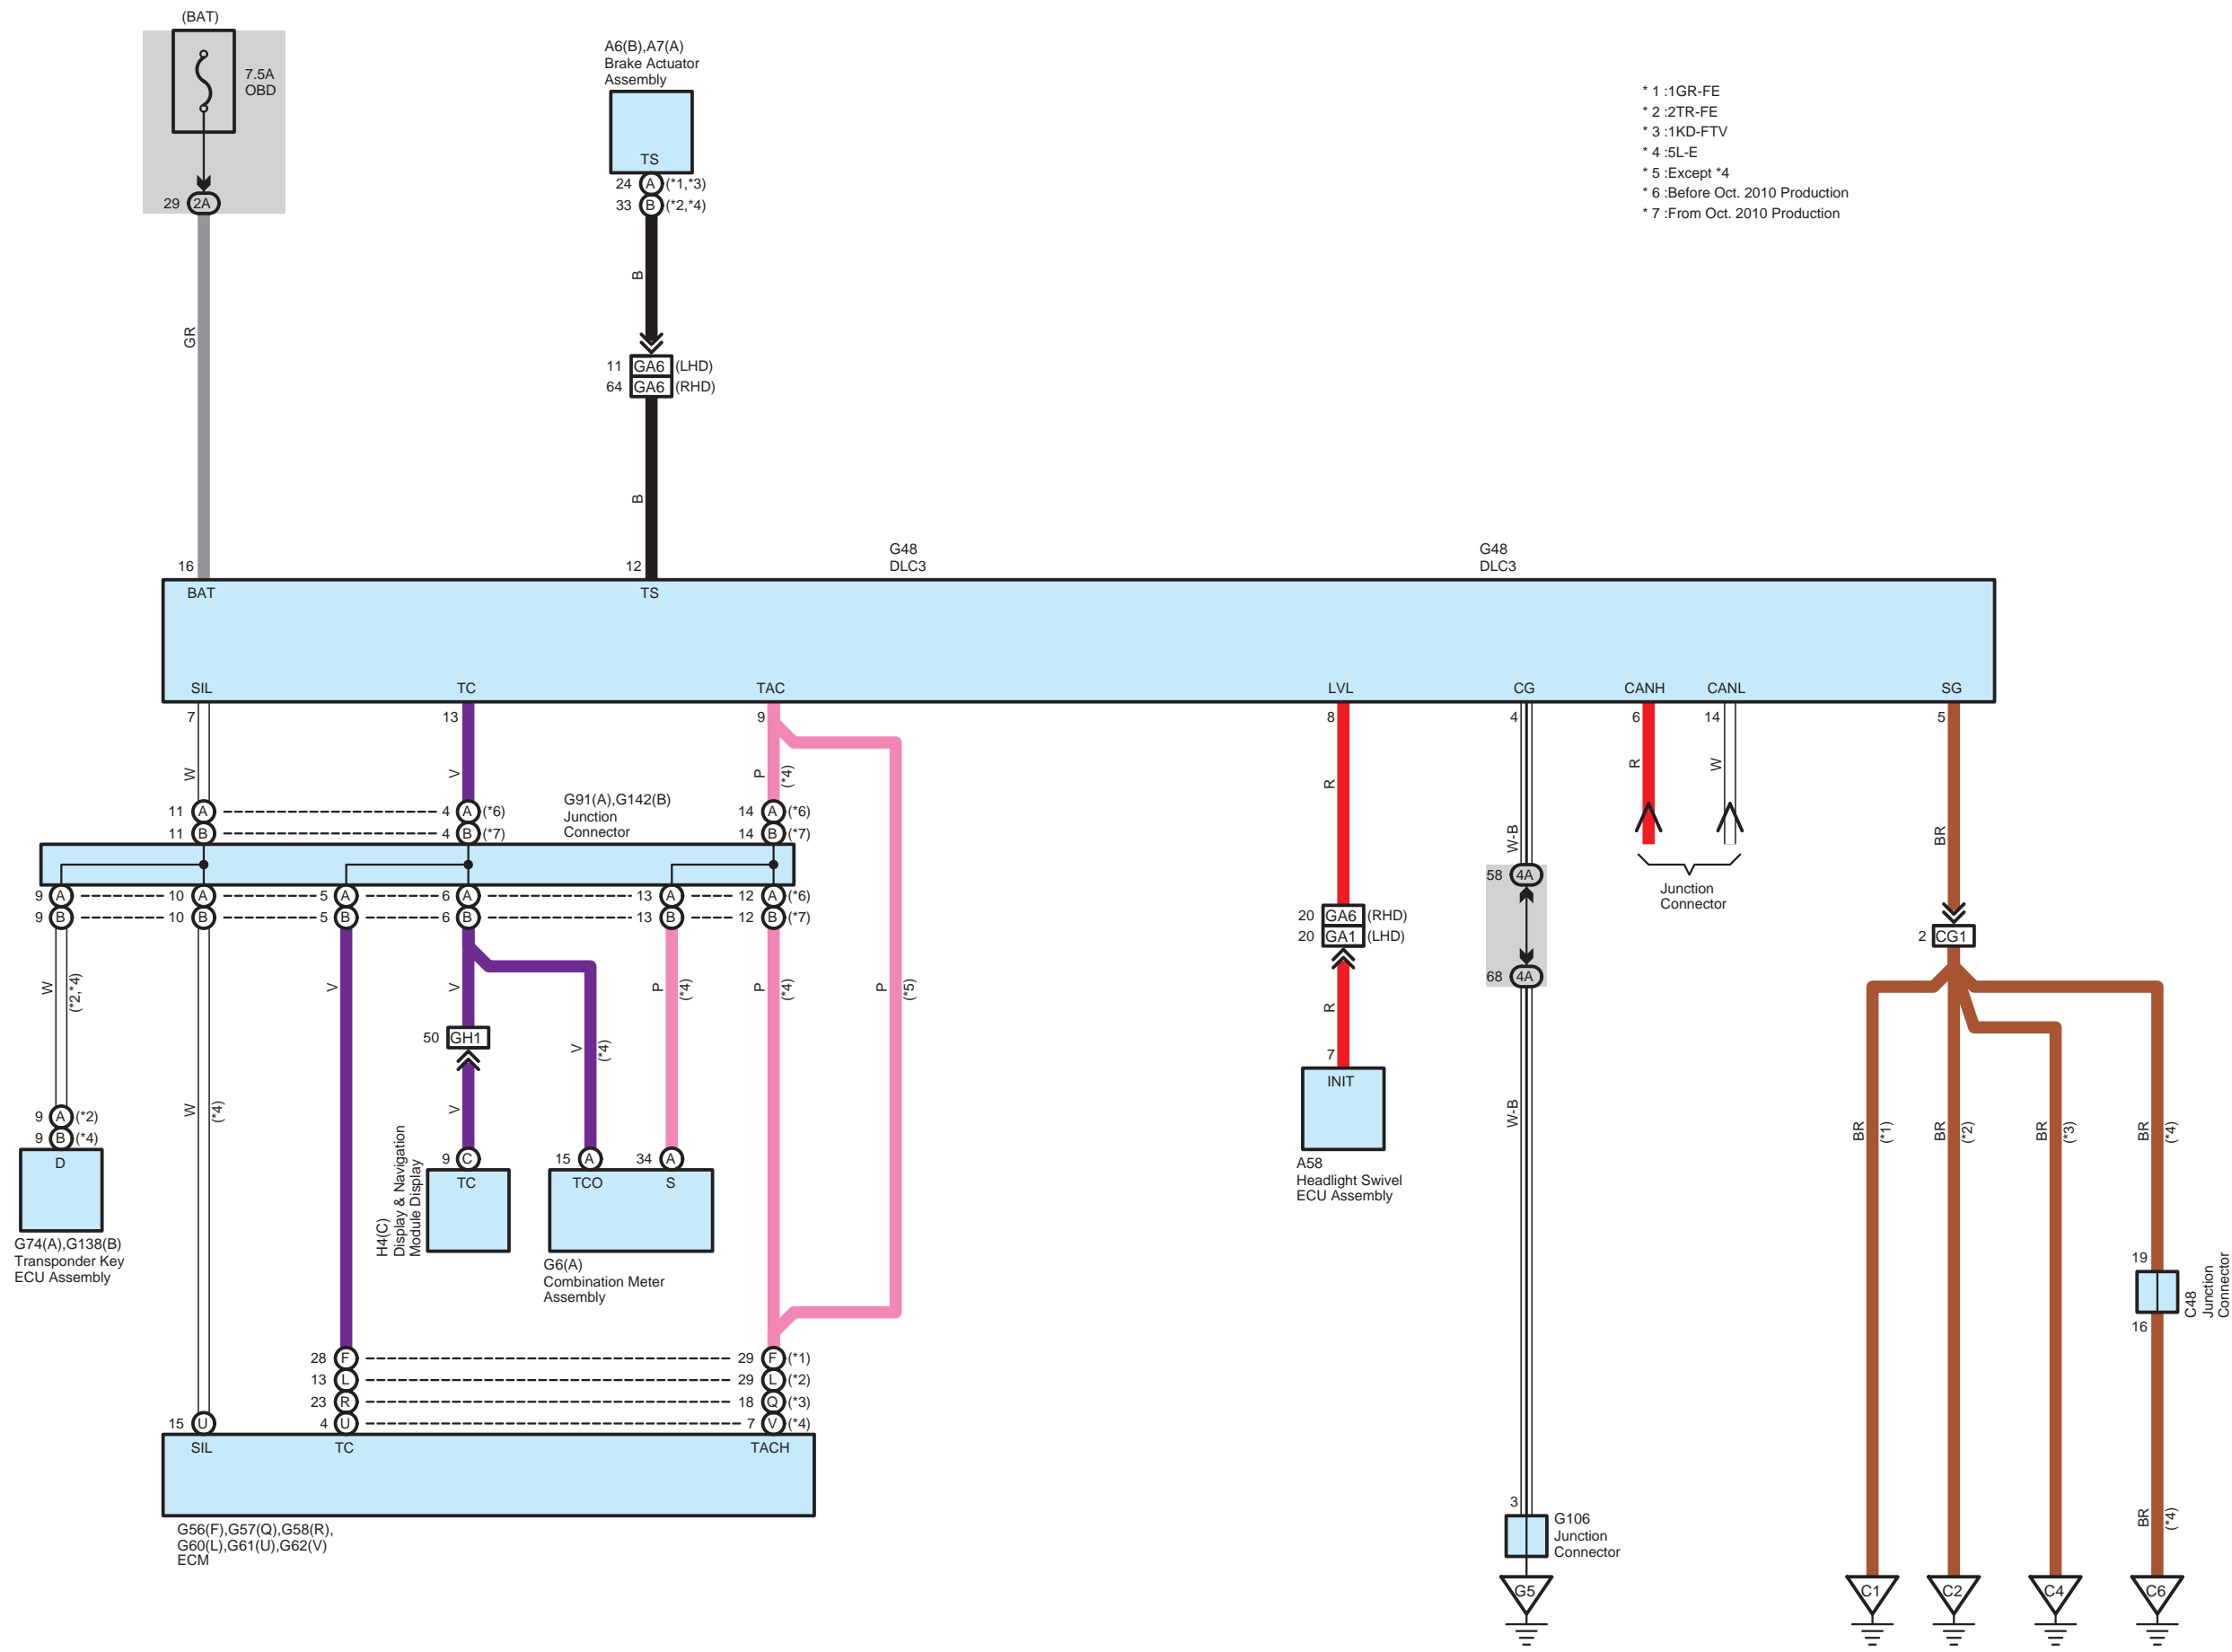 (BAT)
7.5A
OBD
29 2A
GR
16
A6(B),A7(A)
Brake Actuator
Assembly
TS
24 A (*1,*3)
33 B (*2,*4)
B
11 GA6 (LHD)
64 GA6 (RHD)
B
12
* 1 :1GR-FE
* 2 :2TR-FE
* 3 :1KD-FTV
* 4 :5L-E
* 5 :Except *4
* 6 :Before Oct. 2010 Production
* 7 :From Oct. 2010 Production
G48
DLC3
G48
DLC3
BAT TS
SIL TC TAC LVL CG CANH CANL SG
7 13 9 8 4 6 14 5
W V P (*4) R W-B R W BR
G91(A),G142(B)
Junction
Connector
11 A 4 A (*6) 14 A (*6)
11 B 4 B (*7) 14 B (*7)
9 A 10 A 5 A 6 A 13 A 12 A (*6)
9 B 10 B 5 B 6 B 13 B 12 B (*7)
58 4A
68 4A
Junction
Connector
20 GA6 (RHD)
20 GA1 (LHD)
2 CG1
W (*2,*4)
V
V
P (*4)
P (*4)
P (*5)
R
50 GH1
V (*4)
7
INIT
A58
Headlight Swivel
ECU Assembly
W (*4)
V
W-B
BR (*1)
BR (*2)
BR (*3)
BR (*4)
9 A (*2)
9 B (*4)
D
G74(A),G138(B)
Transponder Key
ECU Assembly
9 C
TC
H4(C)
Display & Navigation
Module Display
15 A 34 A
TCO S
G6(A)
Combination Meter
Assembly
19
16
C48
Junction
Connector
28 F 29 F (*1)
13 L 29 L (*2)
23 R 18 Q (*3)
15 U 4 U 7 V (*4)
SIL TC TACH
G56(F),G57(Q),G58(R),
G60(L),G61(U),G62(V)
ECM
3
G106
Junction
Connector
BR (*4)
G5 C1 C2 C4 C6